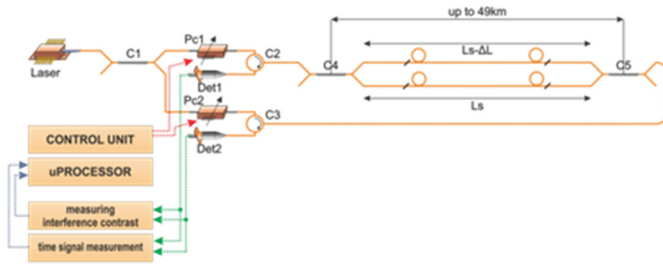 up to 49km
Pc1
C1
C2
Ls-ΔL
Laser
C4
C5
Det1
Pc2
Ls
C3
CONTROL UNIT
Det2
uPROCESSOR
measuring
interference contrast
time signal measurement